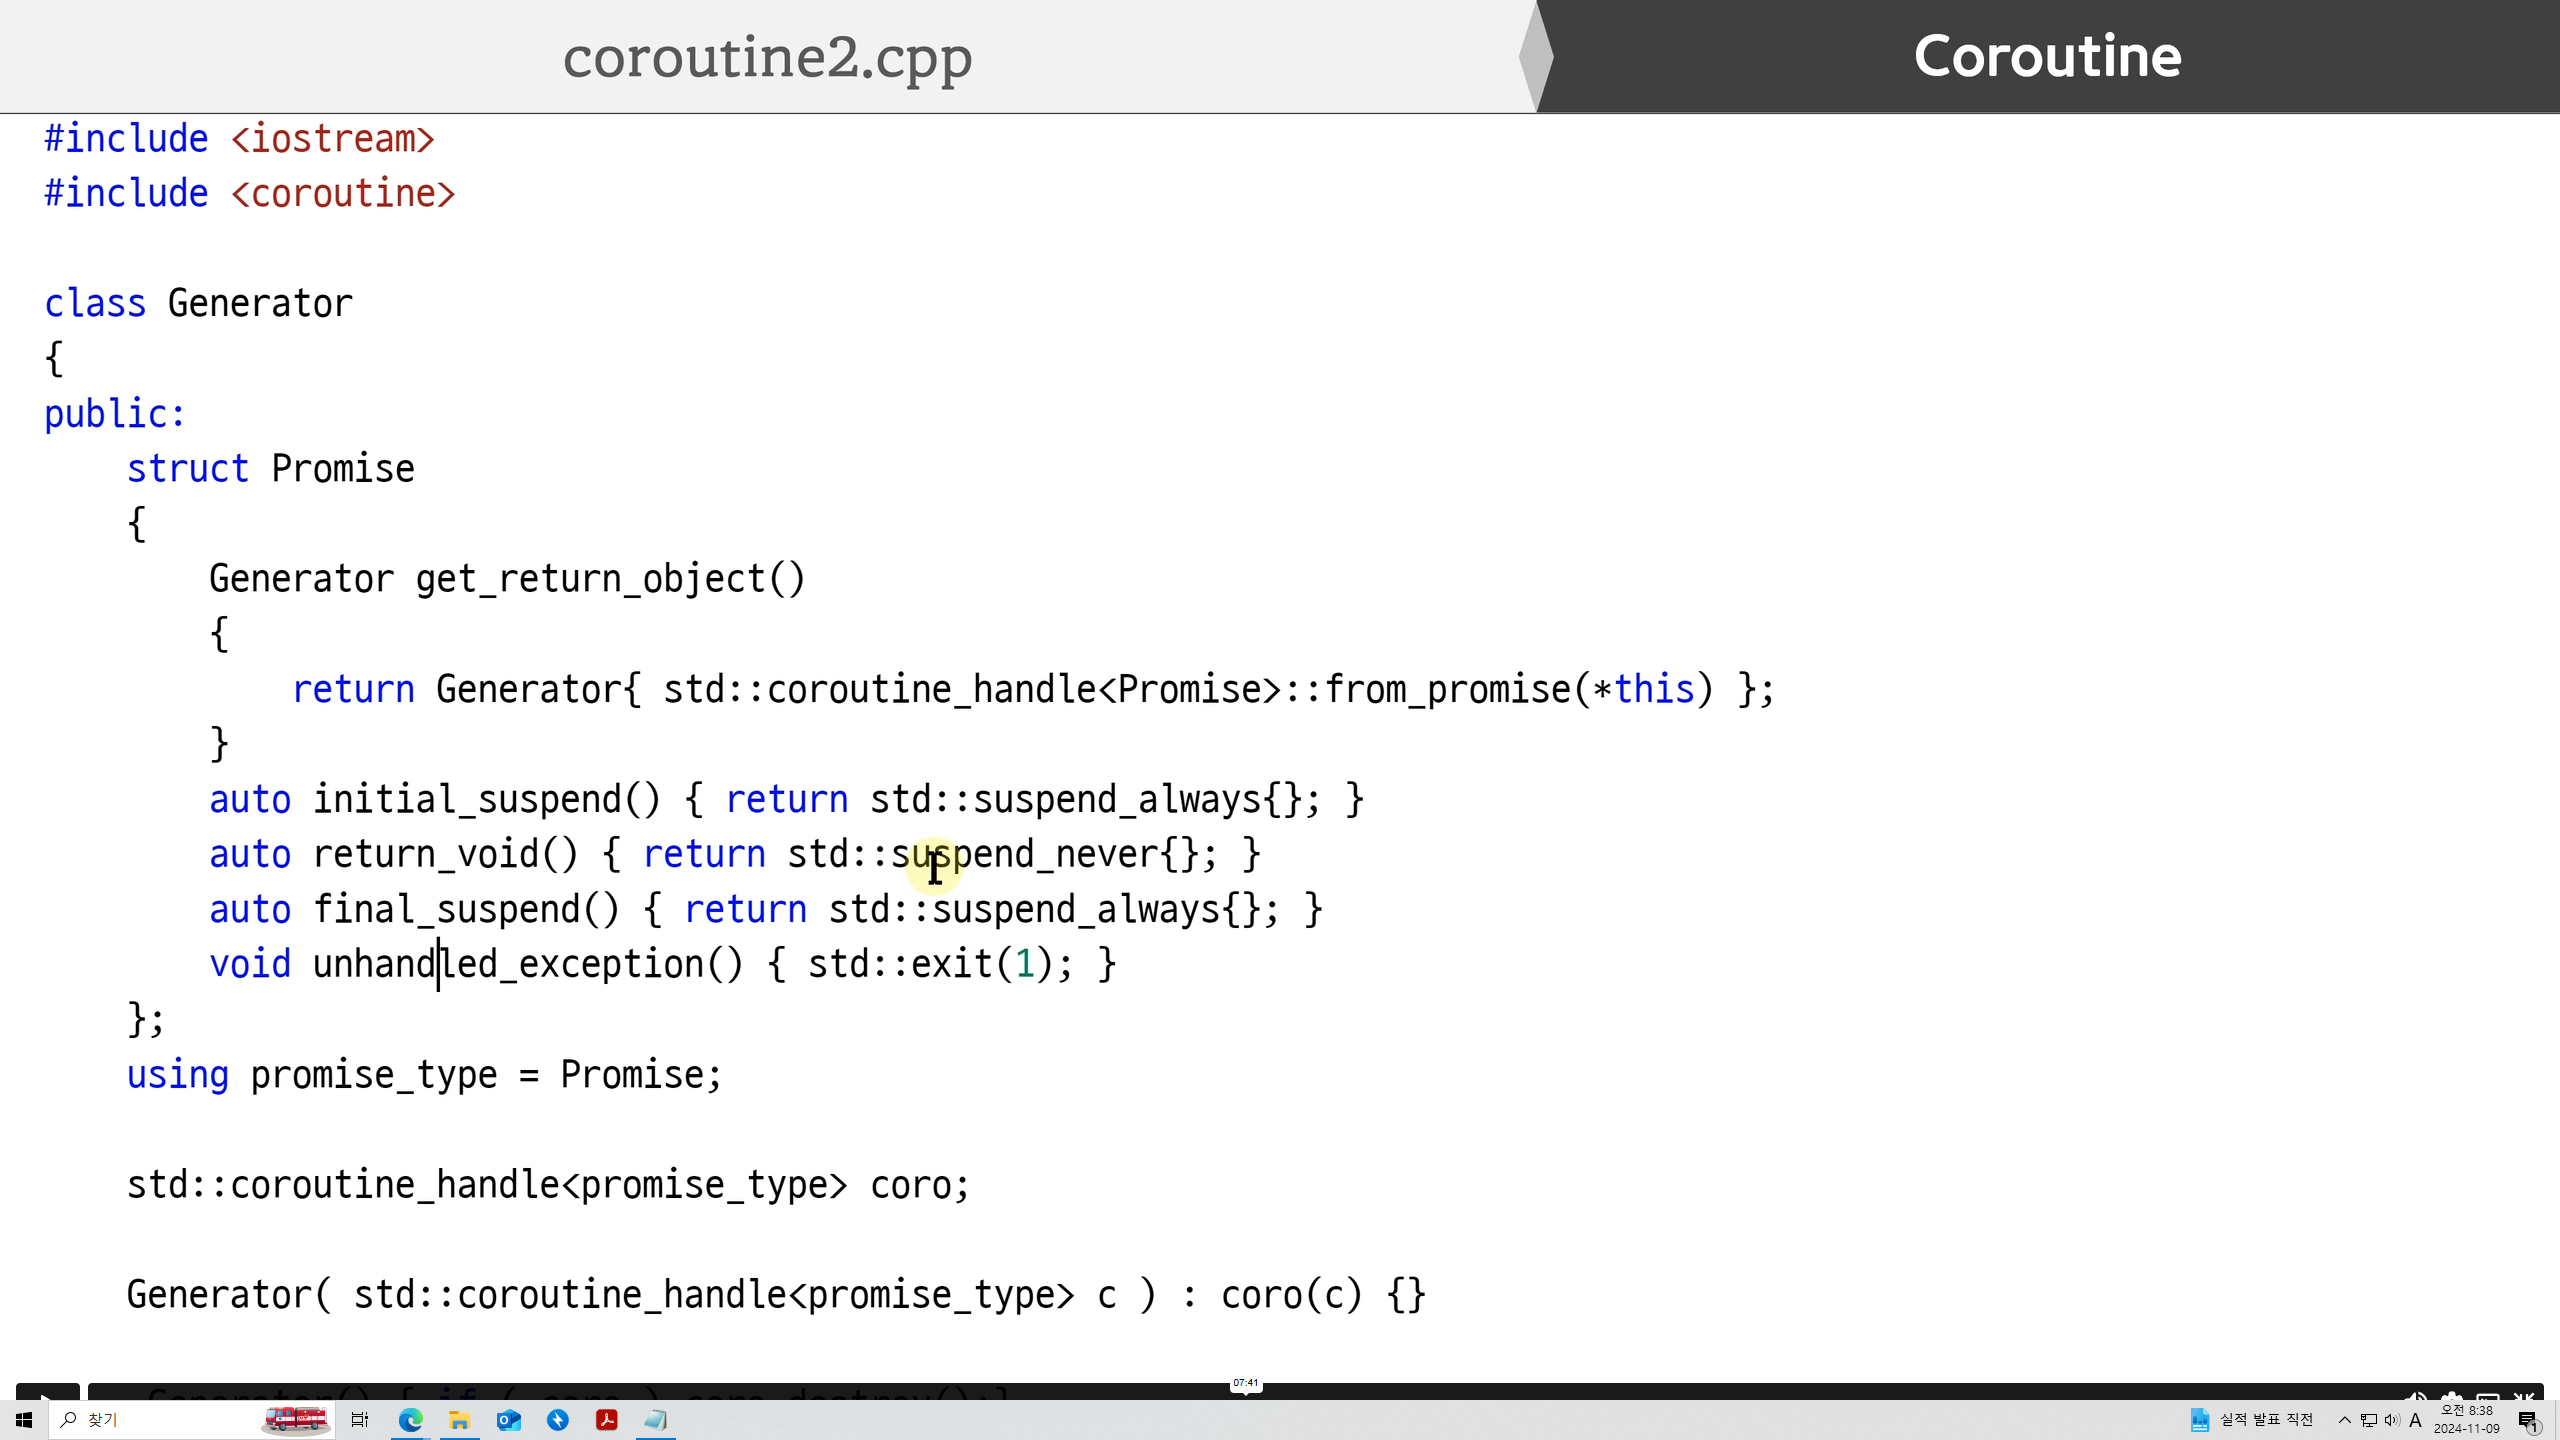 coroutine2.cpp
Coroutine
#include <iostream>
#include <coroutine>
class Generator
{
public:
    struct Promise
    {
        Generator get_return_object()
        {
            return Generator{ std::coroutine_handle<Promise>::from_promise(*this) };
        }
        auto initial_suspend() { return std::suspend_always{}; }
        auto return_void() { return std::suspend_never{}; }
        auto final_suspend() { return std::suspend_always{}; }
        void unhandled_exception() { std::exit(1); }
    };
    using promise_type = Promise;
    std::coroutine_handle<promise_type> coro;
    Generator( std::coroutine_handle<promise_type> c ) : coro(c) {}
07:41
찾기
실적 발표 직전
A
오전 8:38
2024-11-09
1